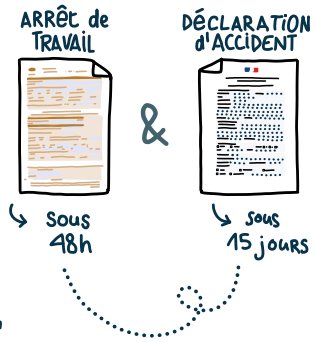 ARRÊT de
TRAVAIL
DÉCLARATION
d'ACCIDENT
&
sous
48h
sous
15 jours